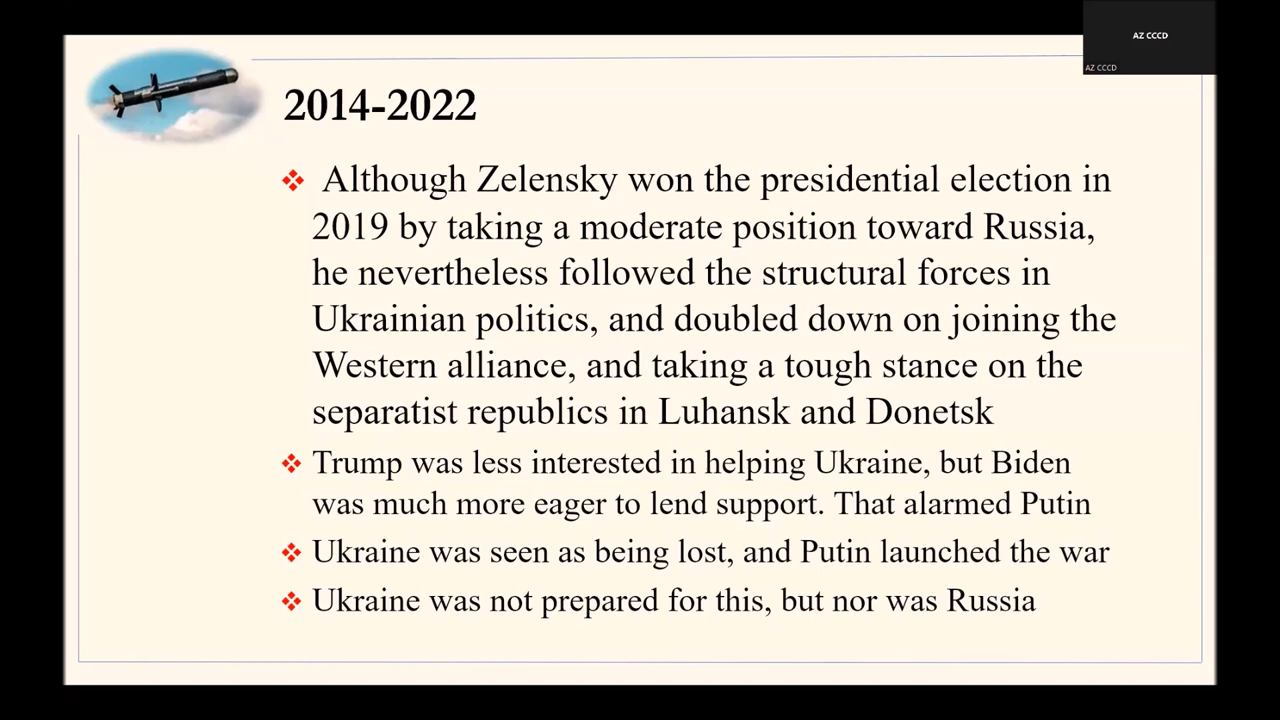 AZ CCCD
AZ CCCD
2014-2022
Although Zelensky won the presidential election in
2019 by taking a moderate position toward Russia,
he nevertheless followed the structural forces in
Ukrainian politics, and doubled down on joining the
Western alliance, and taking a tough stance on the
separatist republics in Luhansk and Donetsk
Trump was less interested in helping Ukraine, but Biden
was much more eager to lend support. That alarmed Putin
Ukraine was seen as being lost, and Putin launched the war
Ukraine was not prepared for this, but nor was Russia